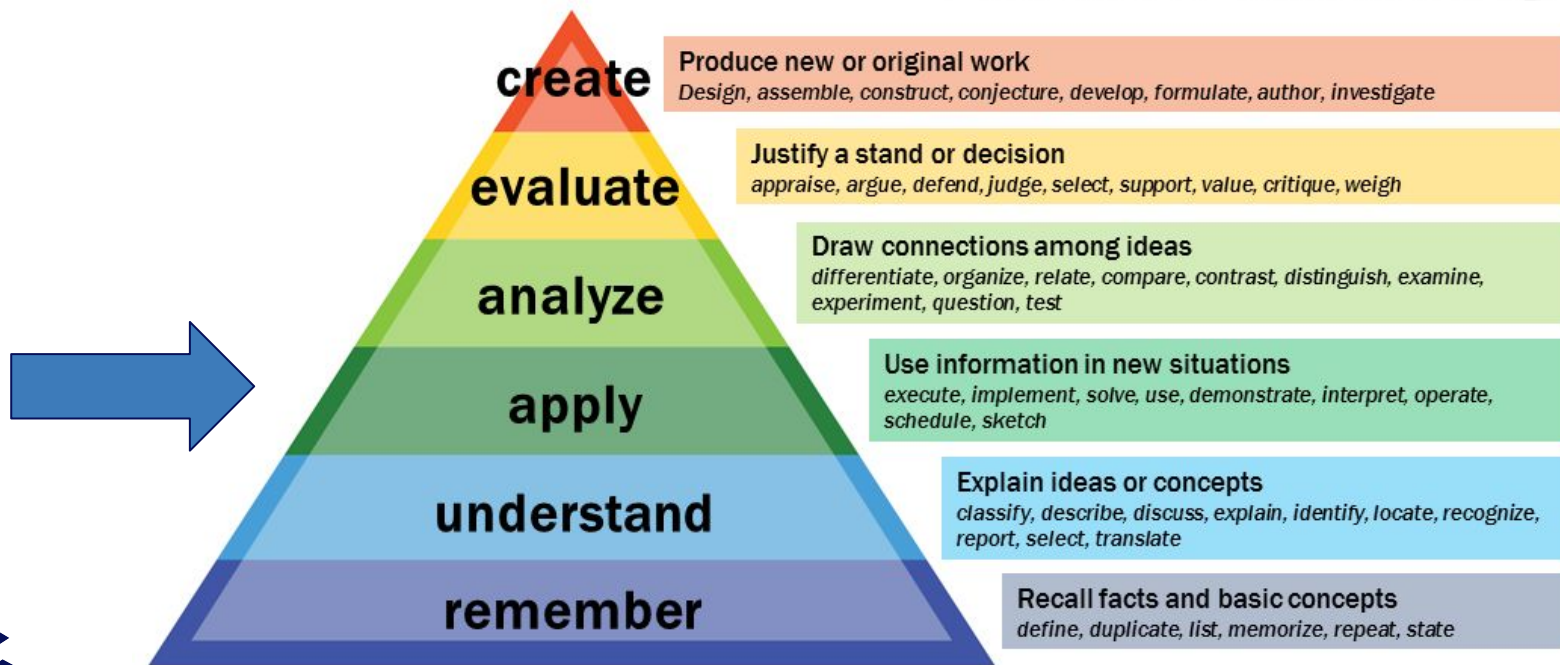 create
Produce new or original work
Design, assemble, construct, conjecture, develop, formulate, author, investigate
evaluate
Justify a stand or decision
appraise, argue, defend, judge, select, support, value, critique, weigh
analyze
Draw connections among ideas
differentiate, organize, relate, compare, contrast, distinguish, examine,
experiment, question, test
apply
Use information in new situations
execute, implement, solve, use, demonstrate, interpret, operate,
schedule, sketch
understand
Explain ideas or concepts
classify, describe, discuss, explain, identify, locate, recognize,
report, select, translate
remember
Recall facts and basic concepts
define, duplicate, list, memorize, repeat, state